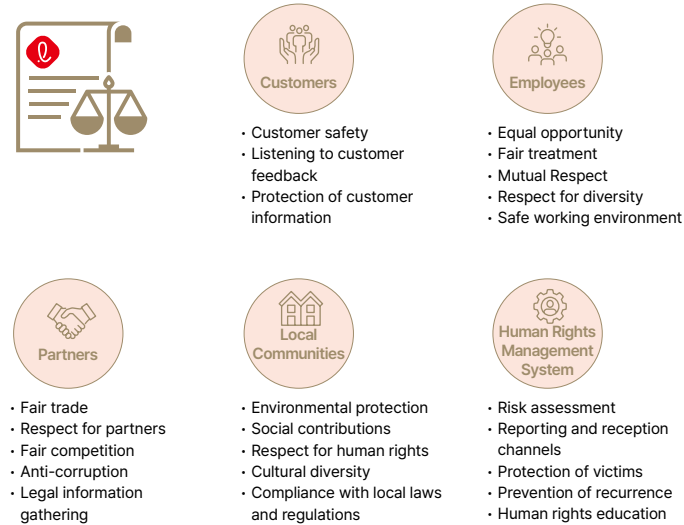 Customers
· Customer safety
· Listening to customer
feedback
· Protection of customer
information
Employees
· Equal opportunity
· Fair treatment
· Mutual Respect
· Respect for diversity
· Safe working environment
Partners
· Fair trade
· Respect for partners
· Fair competition
· Anti-corruption
· Legal information
gathering
Local
Communities
· Environmental protection
· Social contributions
· Respect for human rights
· Cultural diversity
· Compliance with local laws
and regulations
Human Rights
Management
System
· Risk assessment
· Reporting and reception
channels
· Protection of victims
· Prevention of recurrence
· Human rights education